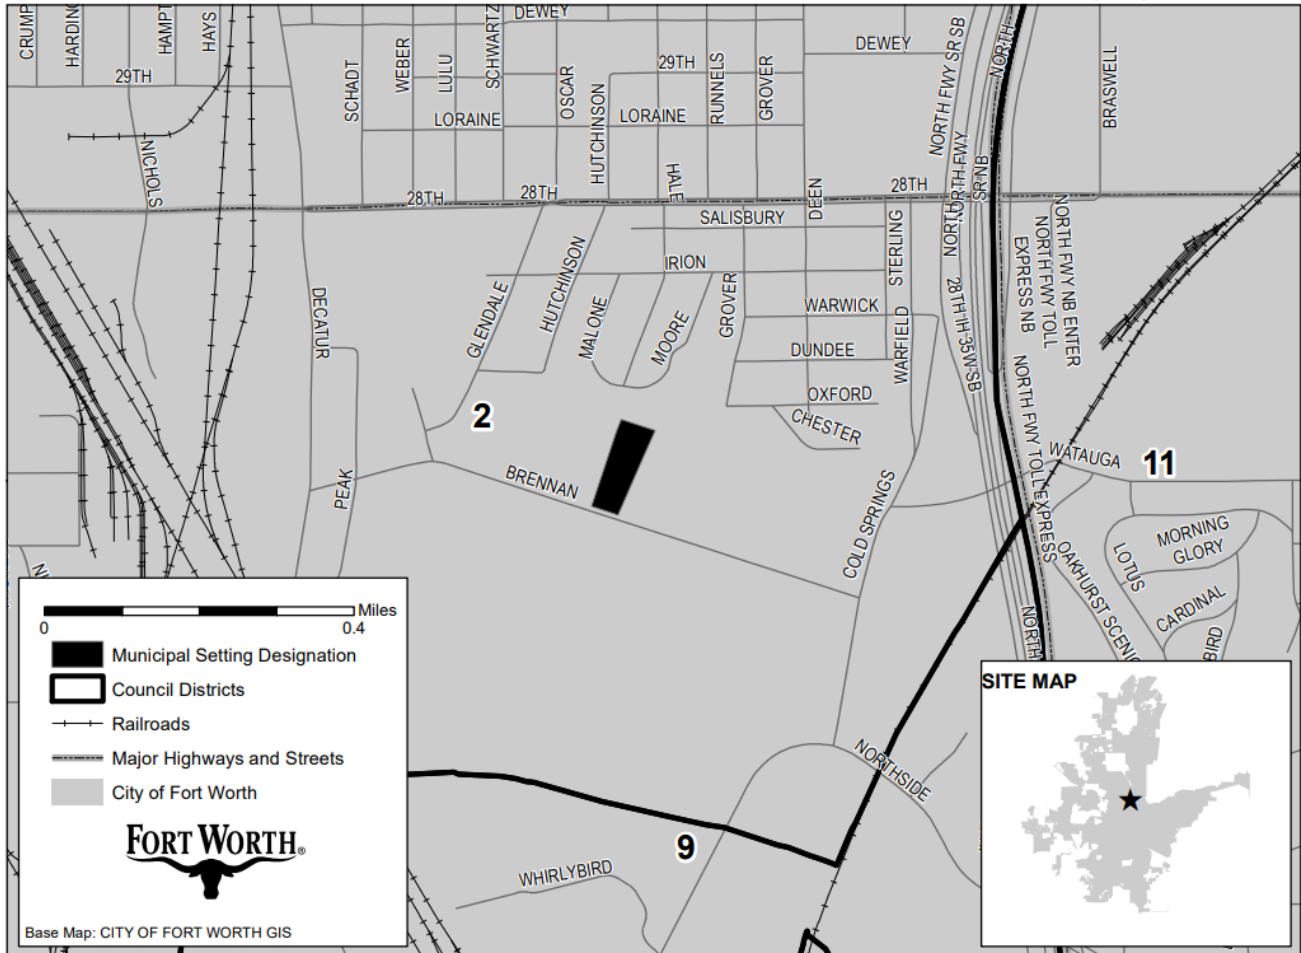 CRUMP
HARDING
HAMPT
HAYS
SCHWARTZ
DEWEY
DEWEY
NORTH FWY SR SB
NORTH
29TH
SCHADT
WEBER
LULU
OSCAR
HUTCHINSON
29TH
RUNNELS
GROVER
BRASWELL
LORAINE
LORAINE
NICHOLS
28TH
28TH
HALE
28TH
DEEN
NORTH FWY
SR NB
NORTH
SALISBURY
STERLING
NORTH FWY NB ENTER
NORTH FWY TOLL
EXPRESS NB
IRION
GLENDALE
HUTCHINSON
MALONE
MOORE
GROVER
WARWICK
WARFIELD
28TH IH 35W SB
DECATUR
DUNDEE
OXFORD
CHESTER
NORTH FWY TOLL EXPRESS
2
PEAK
BRENNAN
COLD SPRINGS
WATAUGA
11
MORNING
GLORY
LOTUS
CARDINAL
BIRD
OAKHURST SCENIC
NORTH
0
0.4
Miles
Municipal Setting Designation
Council Districts
Railroads
Major Highways and Streets
City of Fort Worth
FORT WORTH®
Base Map: CITY OF FORT WORTH GIS
NORTHSIDE
9
WHIRLYBIRD
SITE MAP